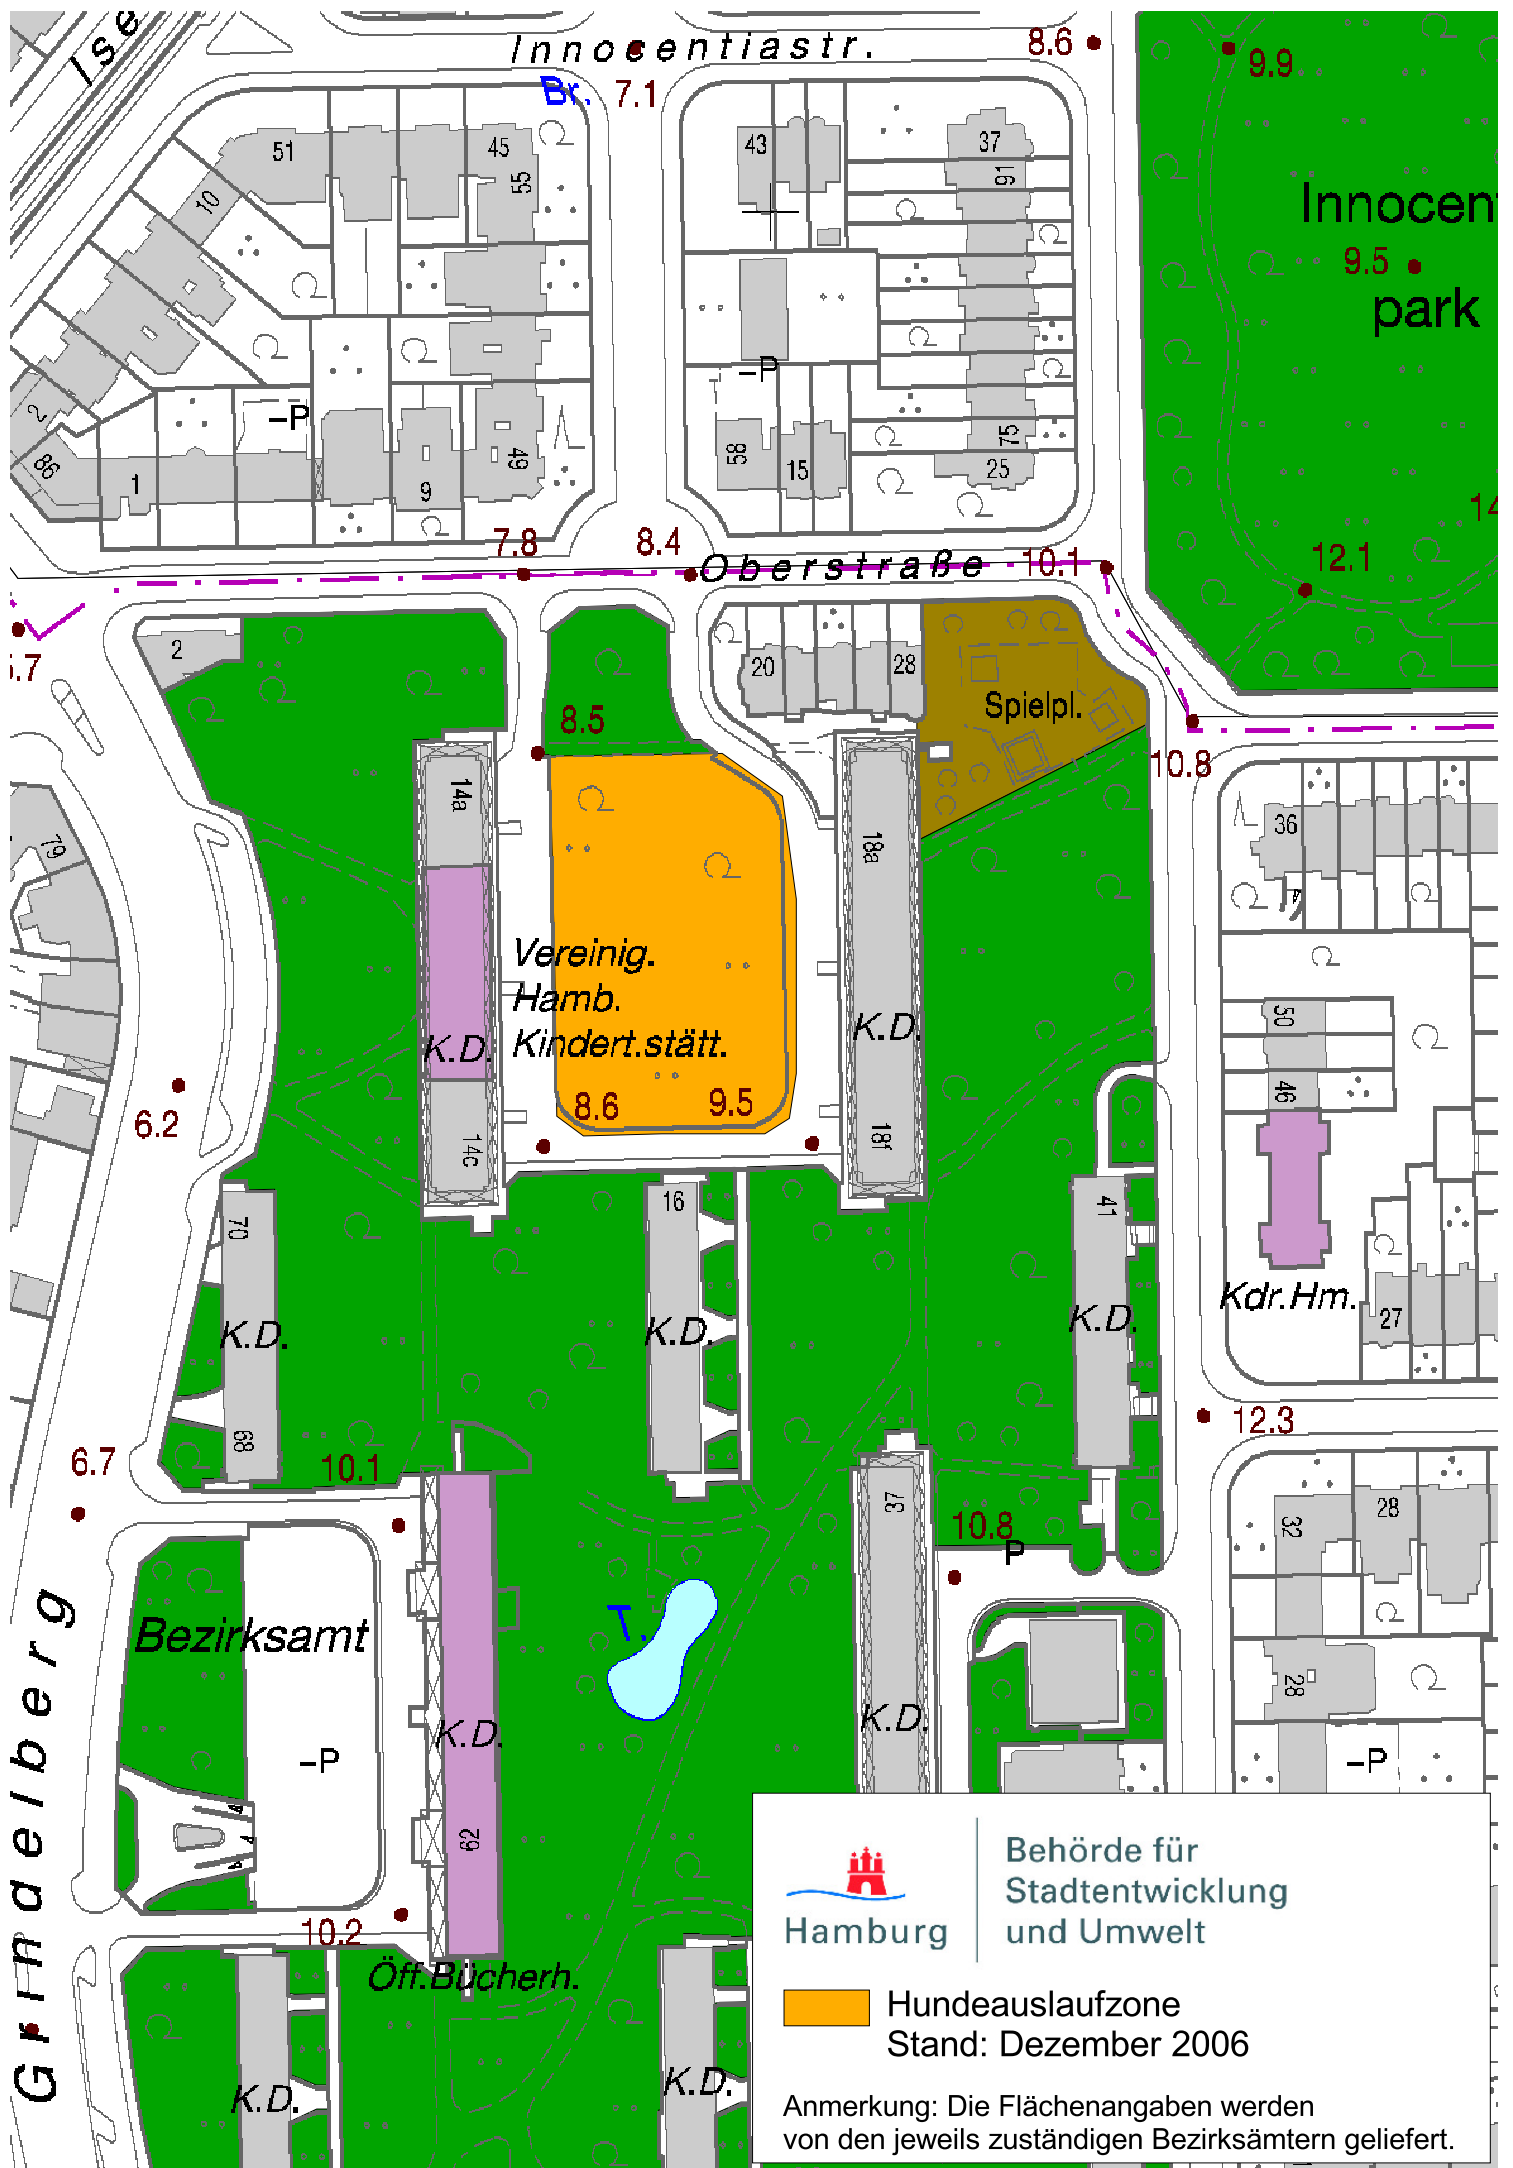 Ise
Innocentiastr.
8.6
9.9
Br.
7.1
51
45
55
43
37
91
10
Innocent
9.5
park
-P
-P
2
86
1
9
49
58
15
75
25
14
7.8
8.4
Oberstraße
10.1
12.1
2
20
28
Spielpl.
.7
8.5
10.8
14a
18a
36
79
4
Vereinig.
Hamb.
Kindert.stätt.
K.D.
K.D.
50
46
8.6
9.5
6.2
14c
18f
16
41
70
Kdr.Hm.
27
K.D.
K.D.
K.D.
68
12.3
6.7
10.1
37
10.8
P
32
28
Bezirksamt
T.
28
K.D.
K.D.
-P
-P
62
Grindelberg
10.2
Öff.Bücherh.
K.D.
K.D.
Hamburg
Behörde für
Stadtentwicklung
und Umwelt
Hundeauslaufzone
Stand: Dezember 2006
Anmerkung: Die Flächenangaben werden
von den jeweils zuständigen Bezirksämtern geliefert.